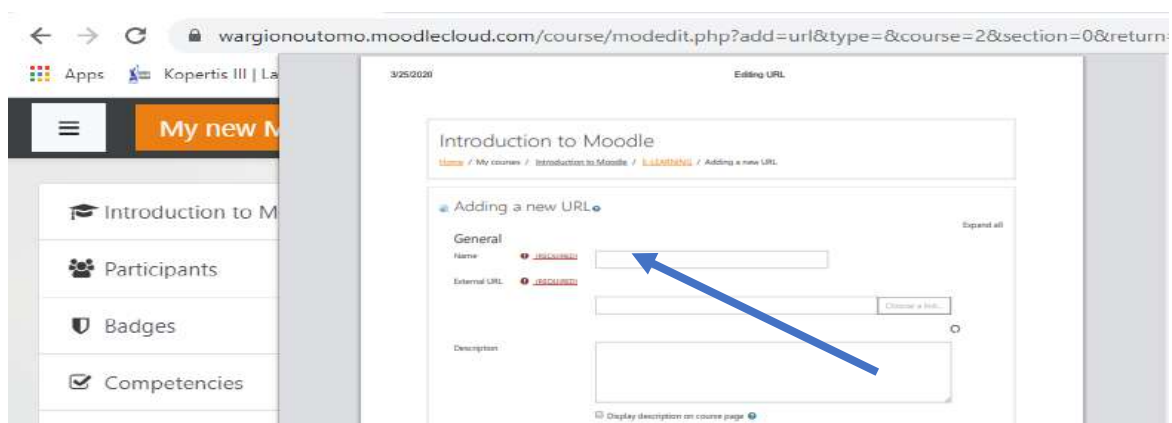 wargionoutomo.moodlecloud.com/course/modedit.php?add=url&type=&course=2&section=0&return=
Apps Kopertis III | La
3/25/2020 Editing URL
My new M
Introduction to Moodle
Home / My courses / Introduction to Moodle / E-LEARNING / Adding a new URL
Adding a new URL
Expand all
General
Name (REQUIRED)
External URL (REQUIRED)
Choose a link...
Description
Display description on course page
Introduction to M
Participants
Badges
Competencies